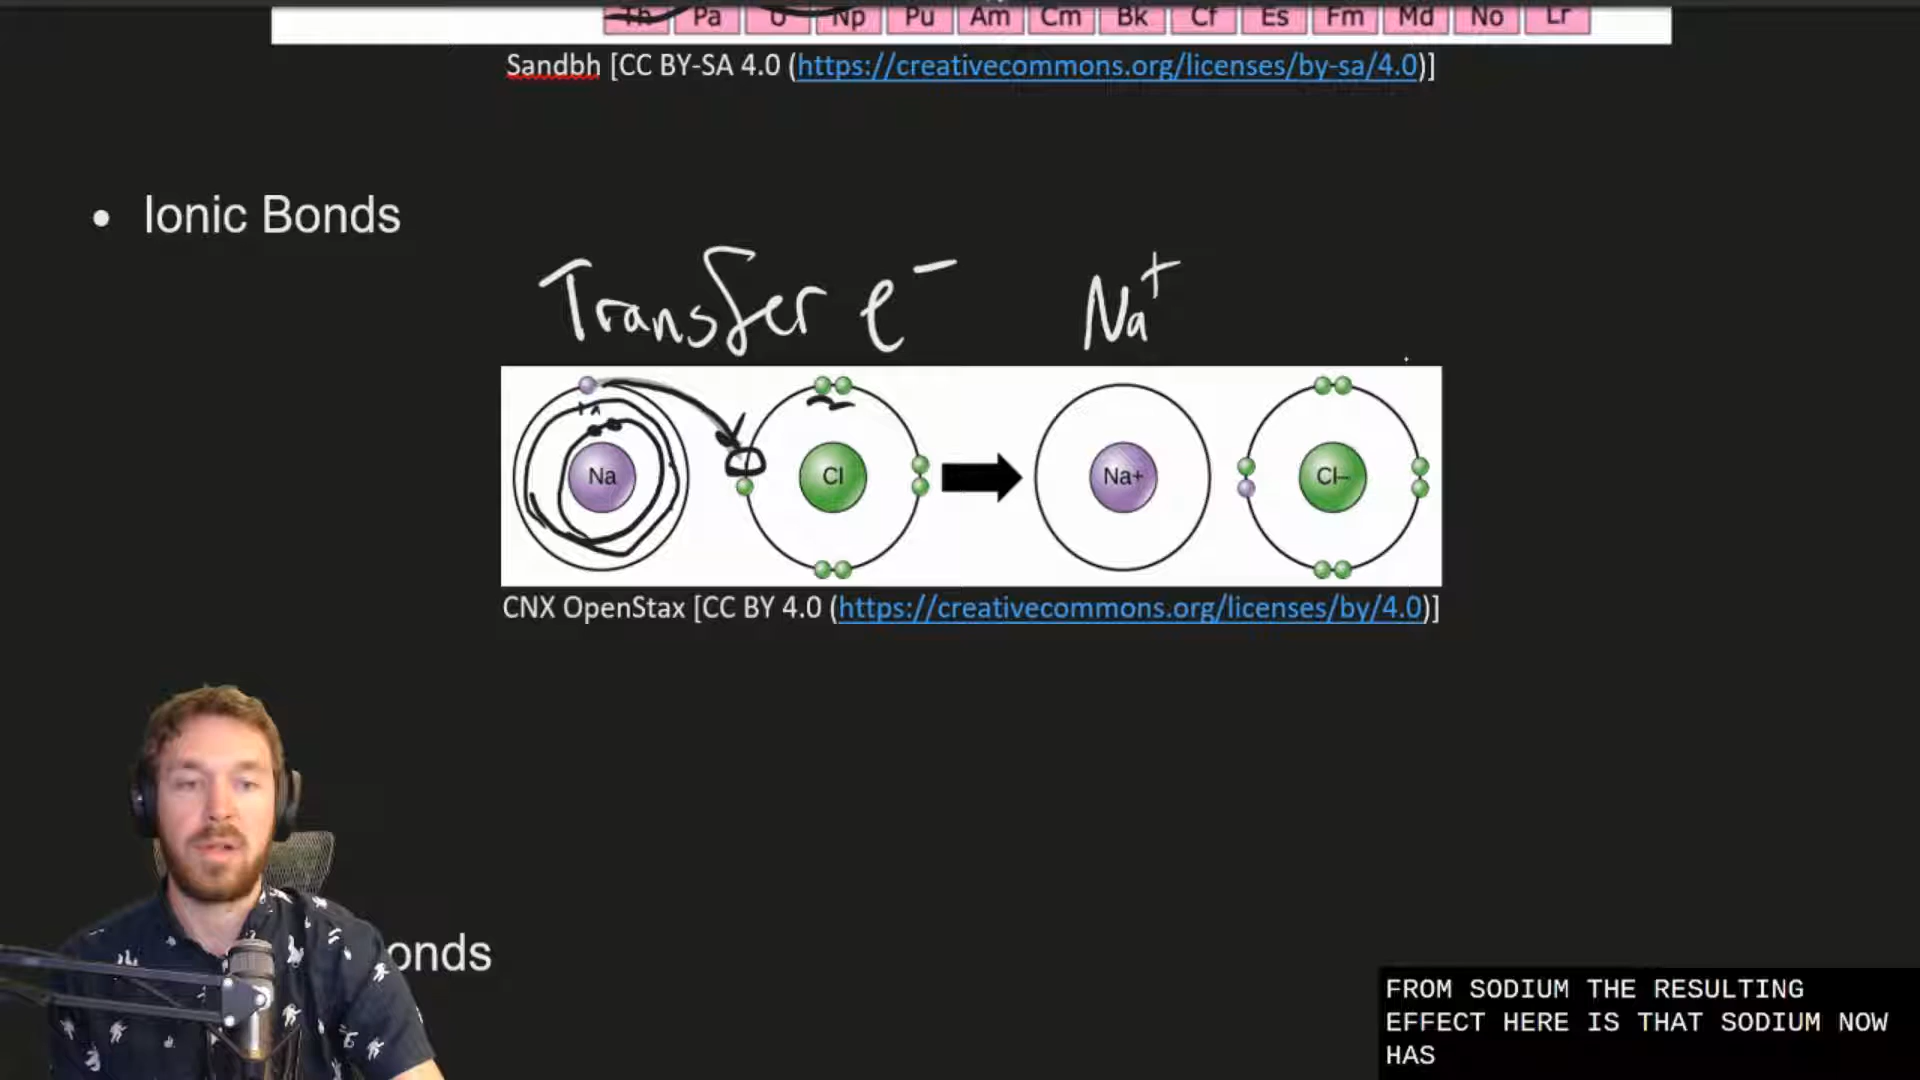 Th Pa U Np Pu Am Cm Bk Cf Es Fm Md No Lr
Sandbh [CC BY-SA 4.0 (https://creativecommons.org/licenses/by-sa/4.0)]
• Ionic Bonds
Transfer e⁻ Na⁺
Na Cl Na+ Cl–
CNX OpenStax [CC BY 4.0 (https://creativecommons.org/licenses/by/4.0)]
onds
FROM SODIUM THE RESULTING
EFFECT HERE IS THAT SODIUM NOW
HAS